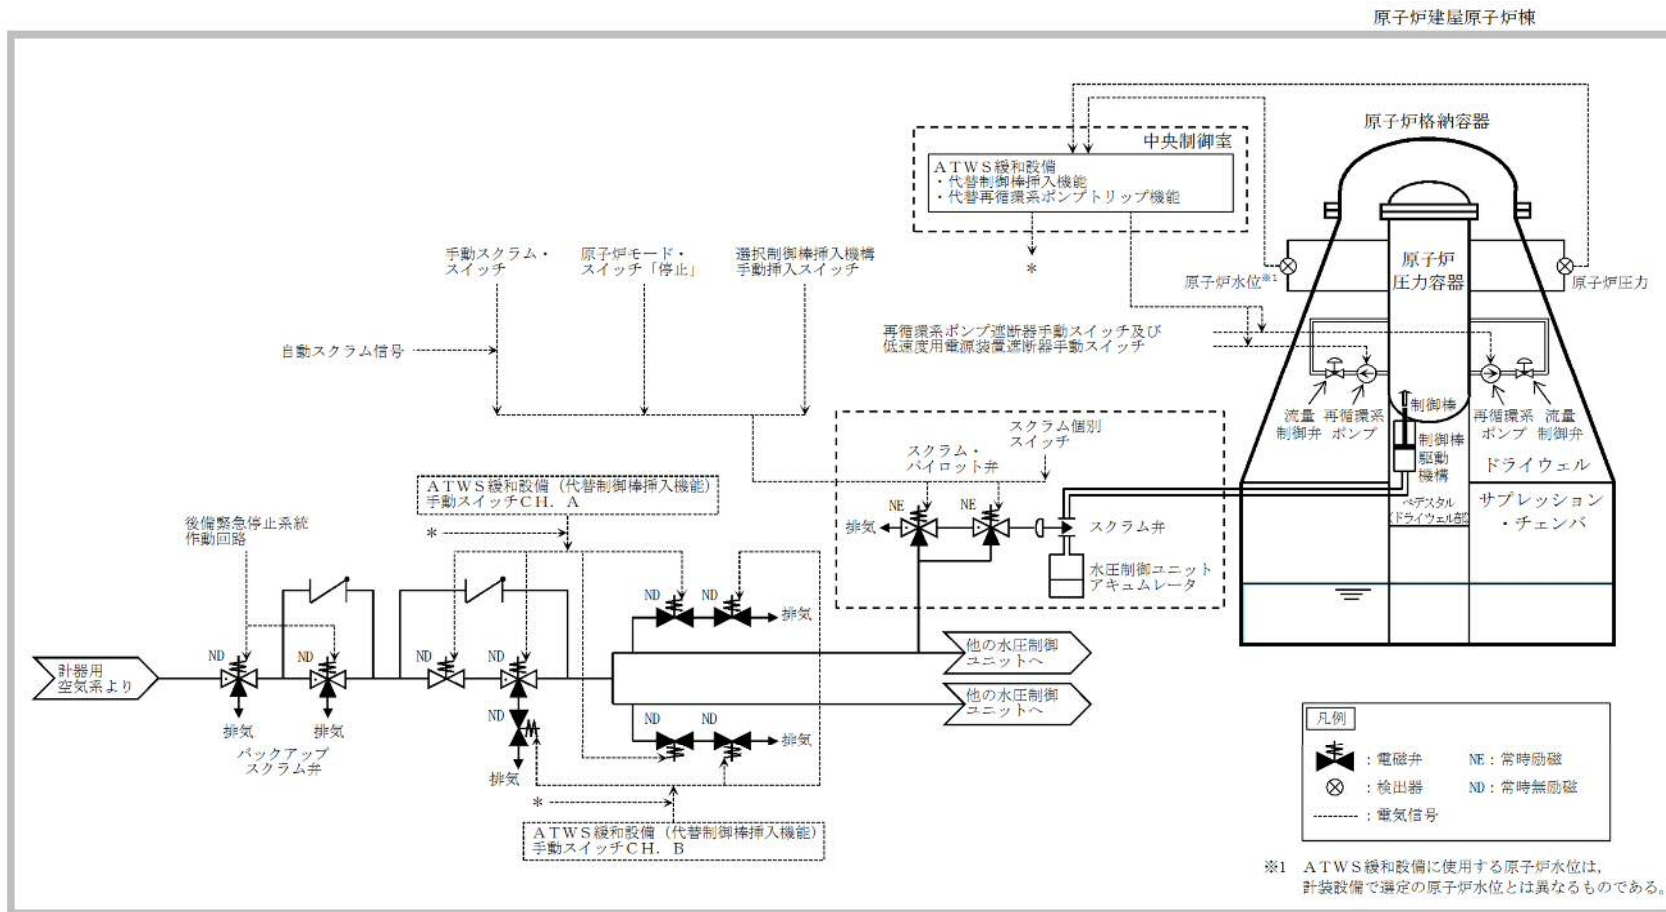 原子炉建屋原子炉棟
原子炉格納容器
中央制御室
ATWS緩和設備
・代替制御棒挿入機能
・代替再循環系ポンプトリップ機能
*
手動スクラム・
スイッチ
原子炉モード・
スイッチ「停止」
選択制御棒挿入機構
手動挿入スイッチ
自動スクラム信号
原子炉
圧力容器
原子炉水位※1
原子炉圧力
再循環系ポンプ遮断器手動スイッチ及び
低速度用電源装置遮断器手動スイッチ
流量
制御弁
再循環系
ポンプ
制御棒
再循環系
ポンプ
流量
制御弁
制御棒
駆動
機構
ドライウェル
ペデスタル
(ドライウェル部)
サプレッション
・チェンバ
スクラム個別
スイッチ
スクラム・
パイロット弁
NE
NE
排気
スクラム弁
水圧制御ユニット
アキュムレータ
ATWS緩和設備(代替制御棒挿入機能)
手動スイッチCH.A
*
後備緊急停止系統
作動回路
ND
ND
排気
ND
ND
ND
ND
計器用
空気系より
排気
排気
バックアップ
スクラム弁
ND
排気
ND
ND
排気
他の水圧制御
ユニットへ
他の水圧制御
ユニットへ
*
ATWS緩和設備(代替制御棒挿入機能)
手動スイッチCH.B
凡例
:電磁弁
NE:常時励磁
:検出器
ND:常時無励磁
:電気信号
※1 ATWS緩和設備に使用する原子炉水位は,
計装設備で選定の原子炉水位とは異なるものである。